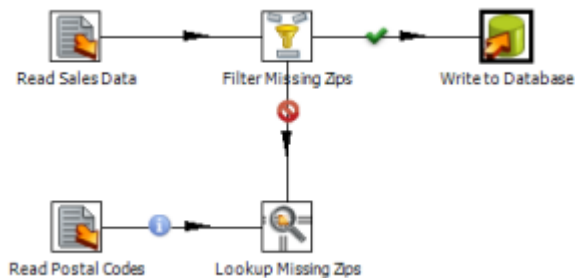 Read Sales Data
Filter Missing Zips
Write to Database
Read Postal Codes
Lookup Missing Zips